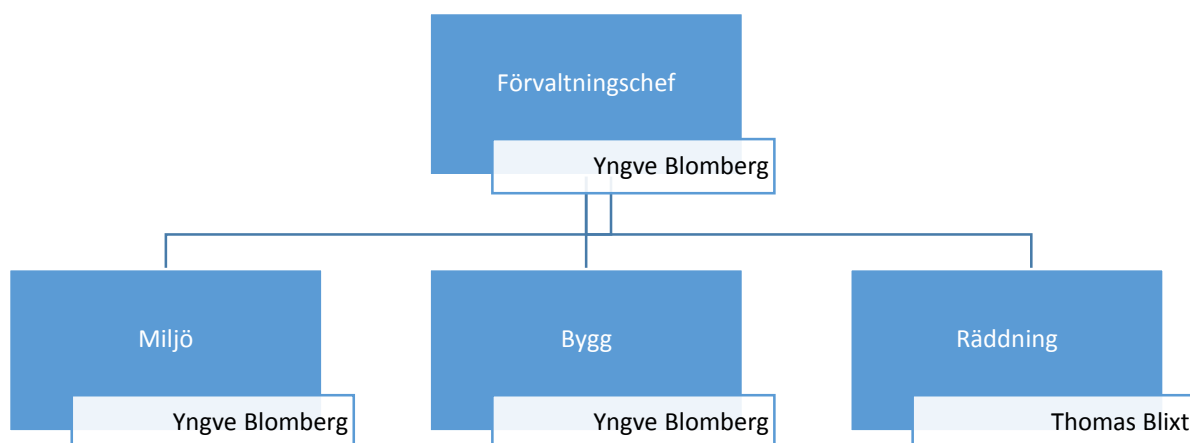 Förvaltningschef
Yngve Blomberg
Miljö
Bygg
Räddning
Yngve Blomberg
Yngve Blomberg
Thomas Blixt